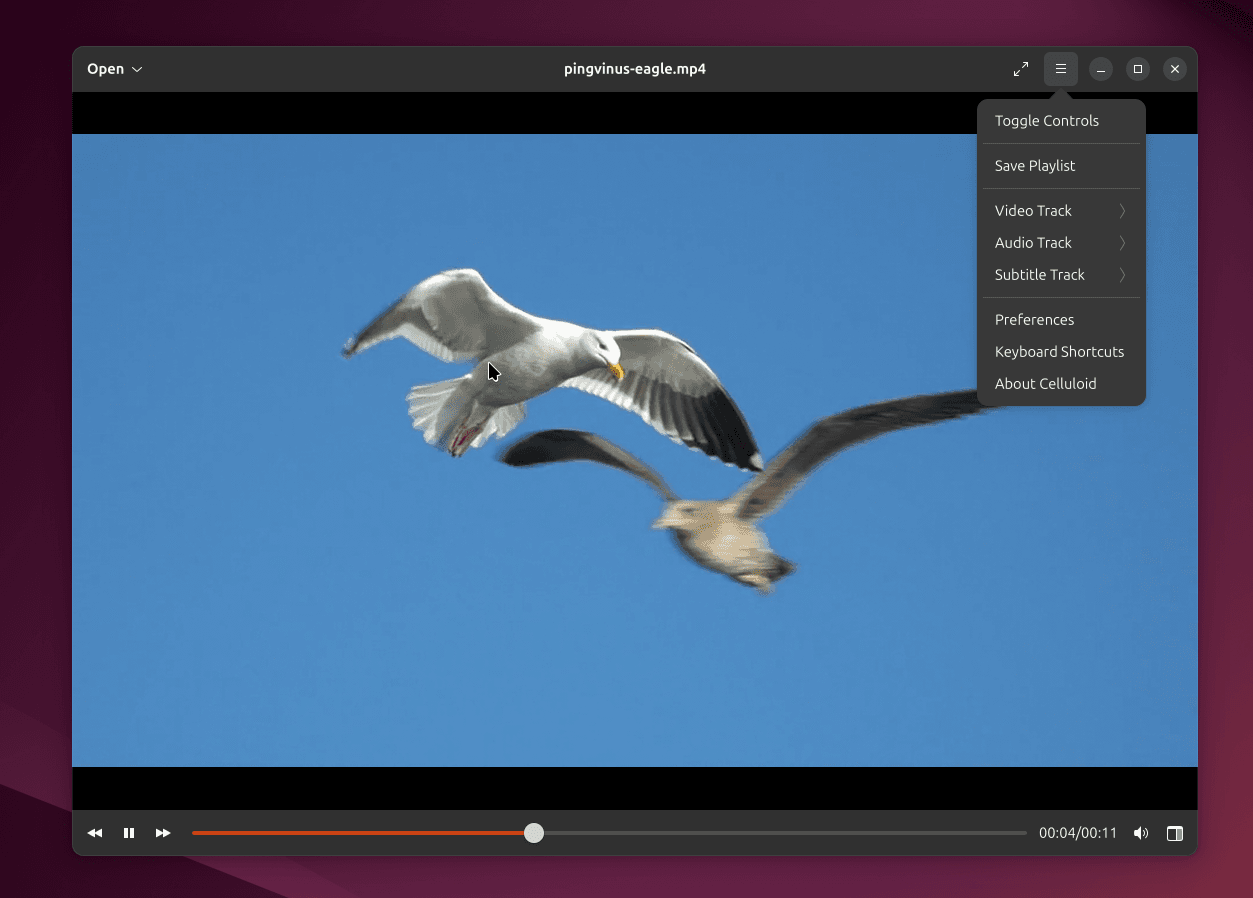 Open
pingvinus-eagle.mp4
Toggle Controls
Save Playlist
Video Track
Audio Track
Subtitle Track
Preferences
Keyboard Shortcuts
About Celluloid
00:04/00:11